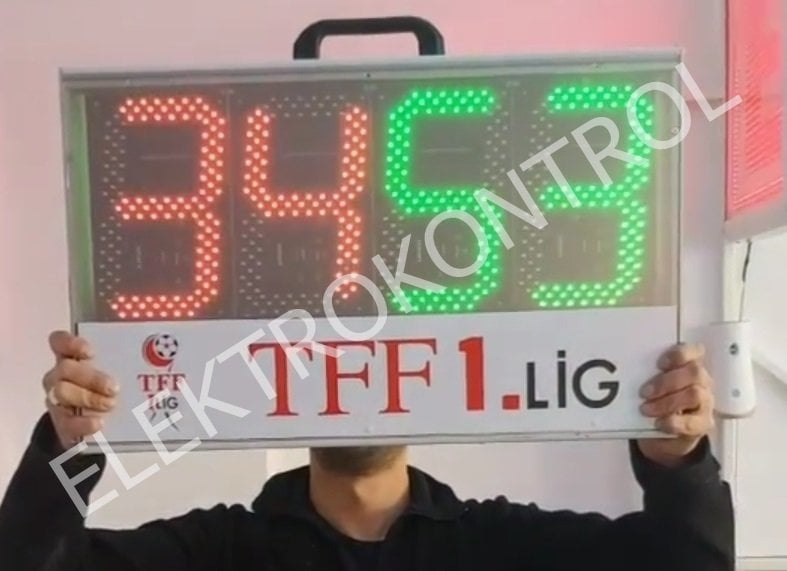 34 53
TFF
1.LİG
TFF 1.LİG
ELEKTROKONTROL